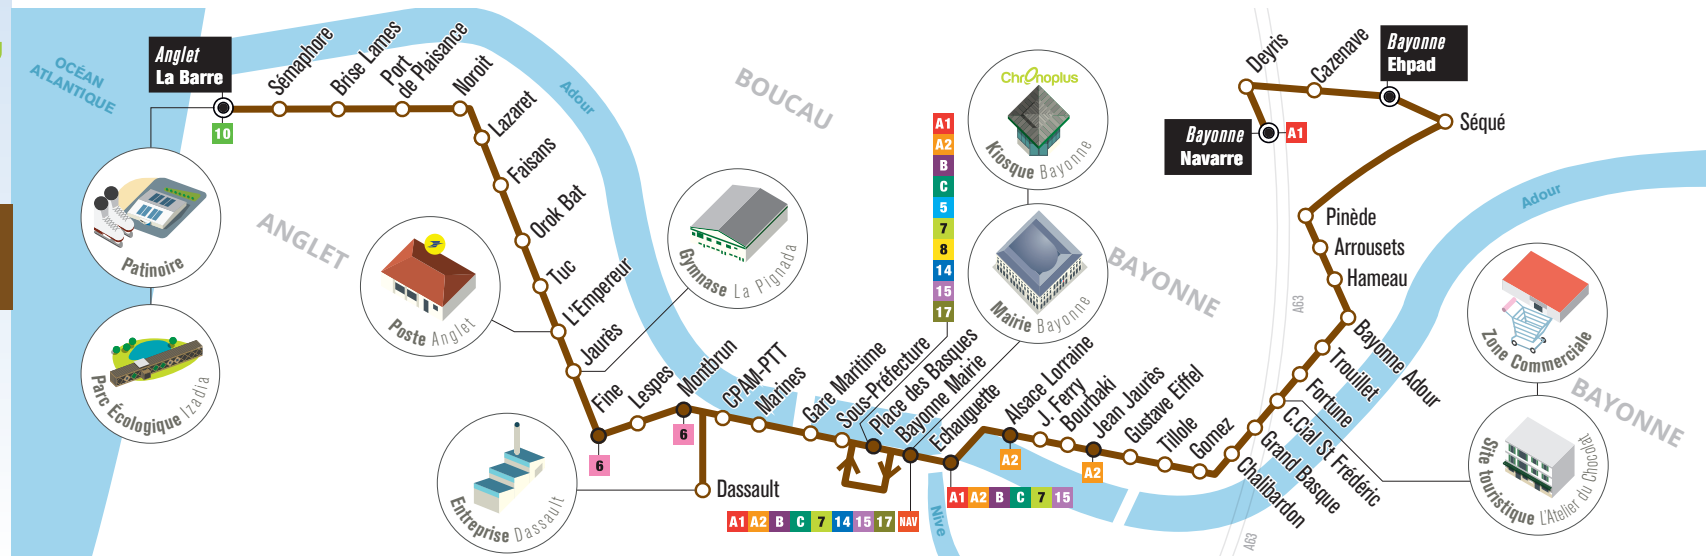 OCÉAN
ATLANTIQUE
Anglet
La Barre
10
Sémaphore
Brise Lames
Port
de Plaisance
Noroit
Adour
BOUCAU
Lazaret
Faisans
Orok Bat
Tuc
L'Empereur
Jaurès
ANGLET
Patinoire
Parc Écologique Izadia
Poste Anglet
Gymnase La Pignada
Entreprise Dassault
Fine
6
Lesges
Montbrun
6
Dassault
CPAM-PTT
Marines
Gare Maritime
Sous-Préfecture
Place des Basques
Bayonne Mairie
Echauguette
A1
A2
B
C
5
7
8
14
15
17
Chronoplus
Kiosque Bayonne
Mairie Bayonne
A1 A2 B C 7 14 15 17 NAV
Nive
A1 A2 B C 7 15
Alsace Lorraine
A2
J. Ferry
Bourbaki
Jean Jaurès
A2
Gustave Eiffel
Tillole
Gomez
Chalibardon
Grand Basque
C.Cial St Frédéric
Fortune
Trouillet
Bayonne Adour
Hameau
Arrousets
Pinède
Séqué
Bayonne
Ehpad
Cazenave
Deyris
Bayonne
Navarre
A1
BAYONNE
A63
A63
Adour
Zone Commerciale
BAYONNE
Site touristique L'Atelier du Chocolat